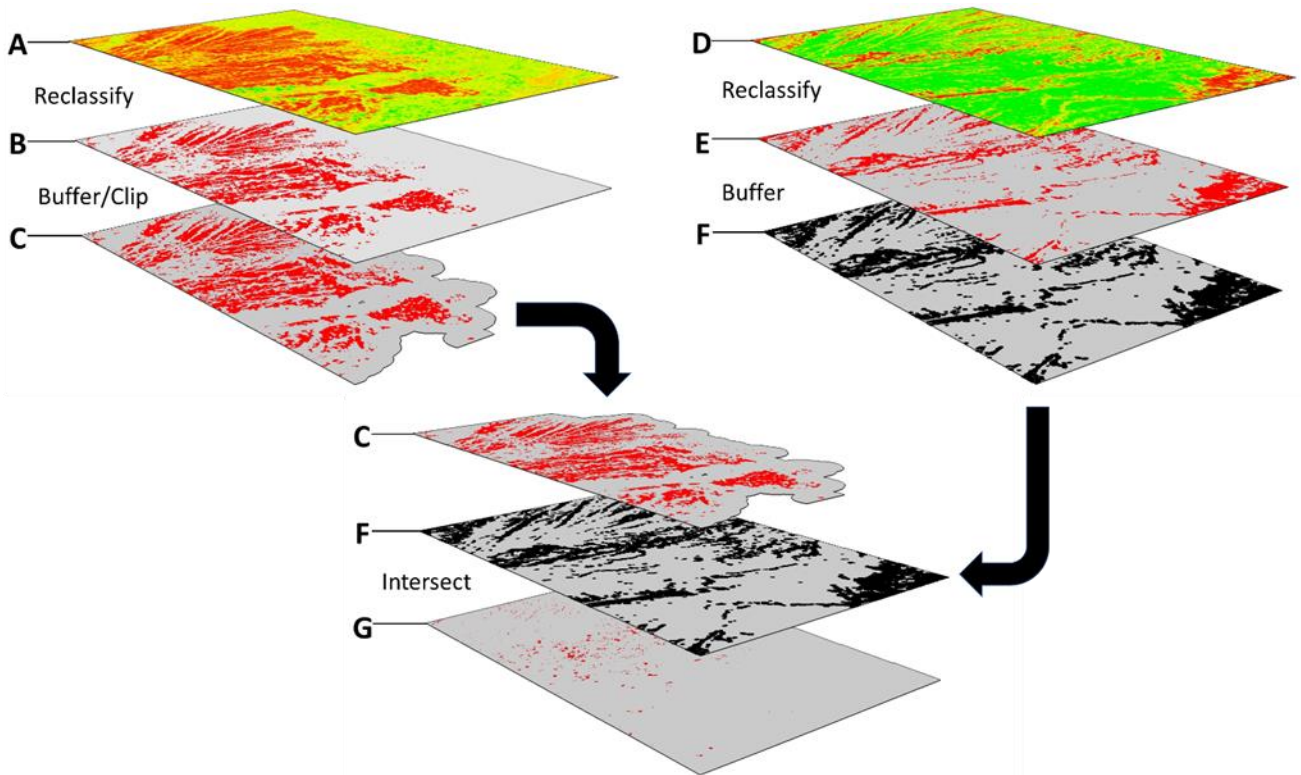 A
Reclassify
B
Buffer/Clip
C
D
Reclassify
E
Buffer
F
C
F
Intersect
G